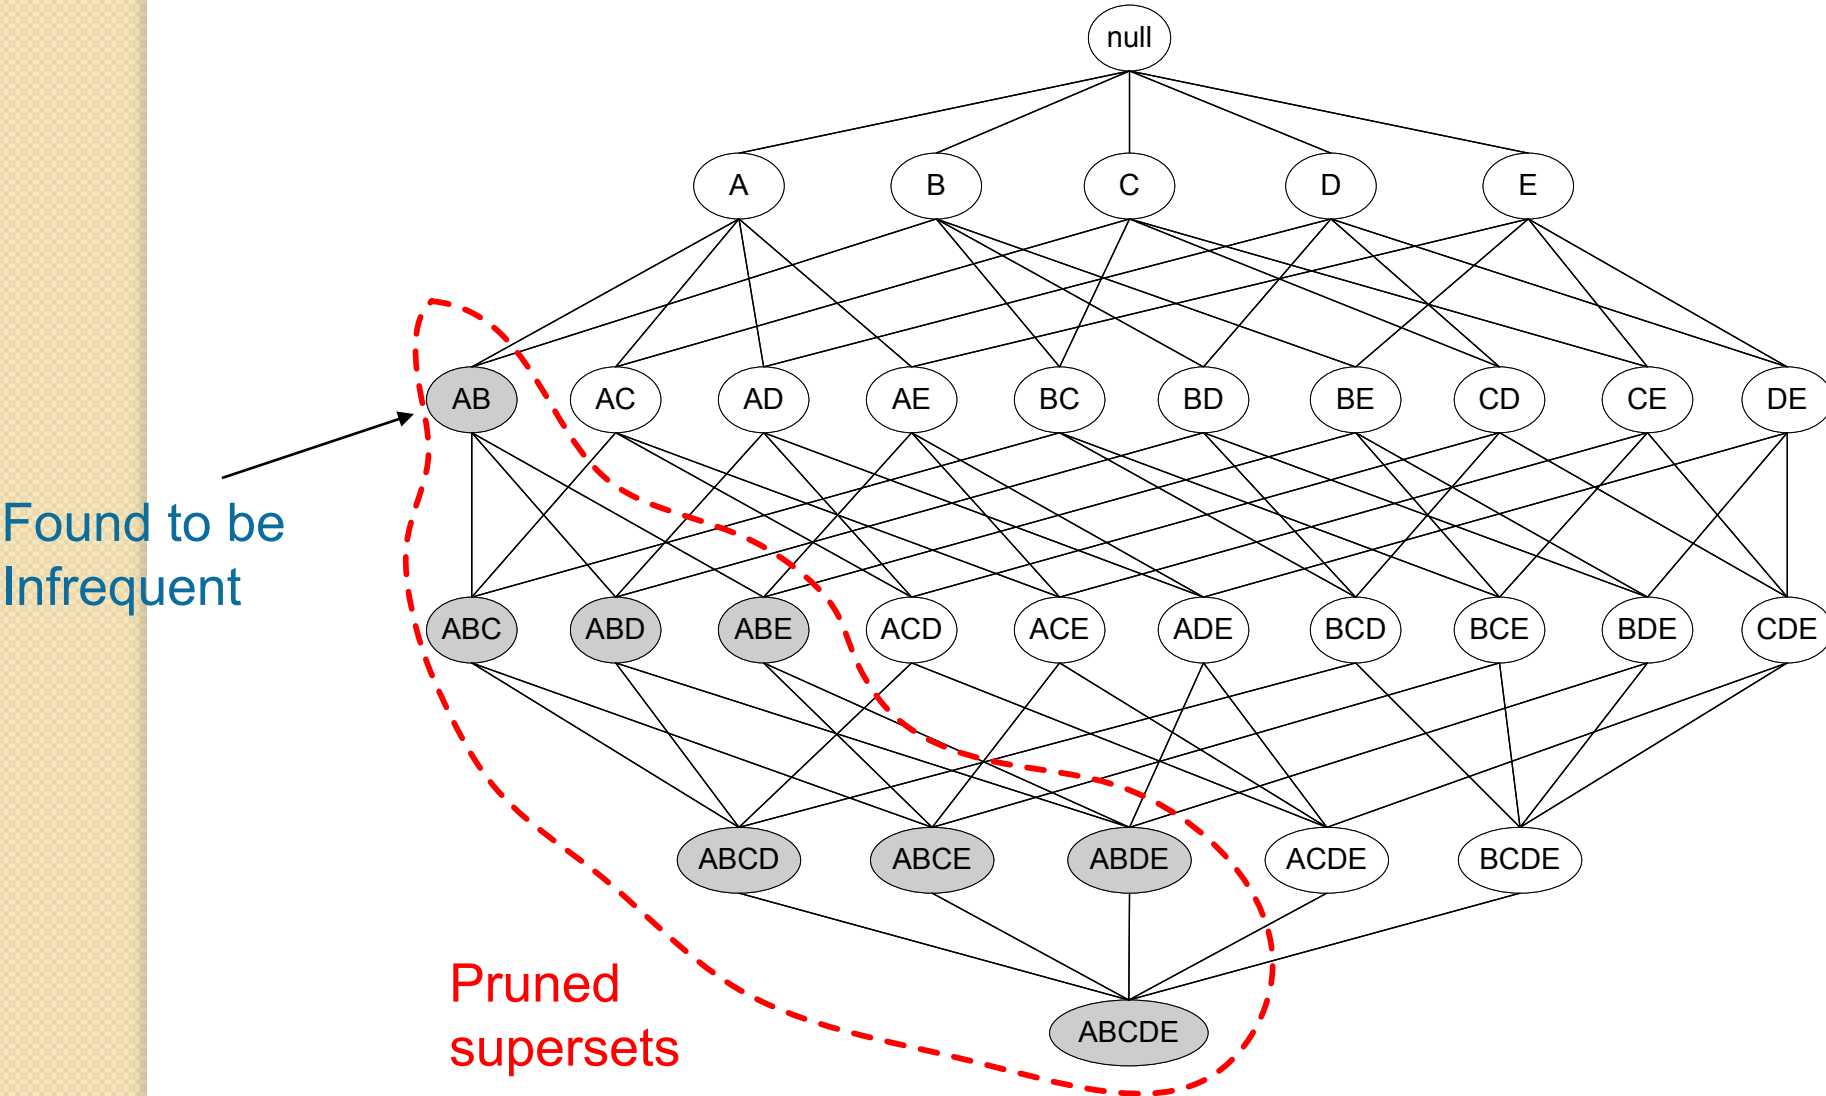 null
A B C D E
AB AC AD AE BC BD BE CD CE DE
Found to be
Infrequent
ABC ABD ABE ACD ACE ADE BCD BCE BDE CDE
ABCD ABCE ABDE ACDE BCDE
Pruned
supersets
ABCDE